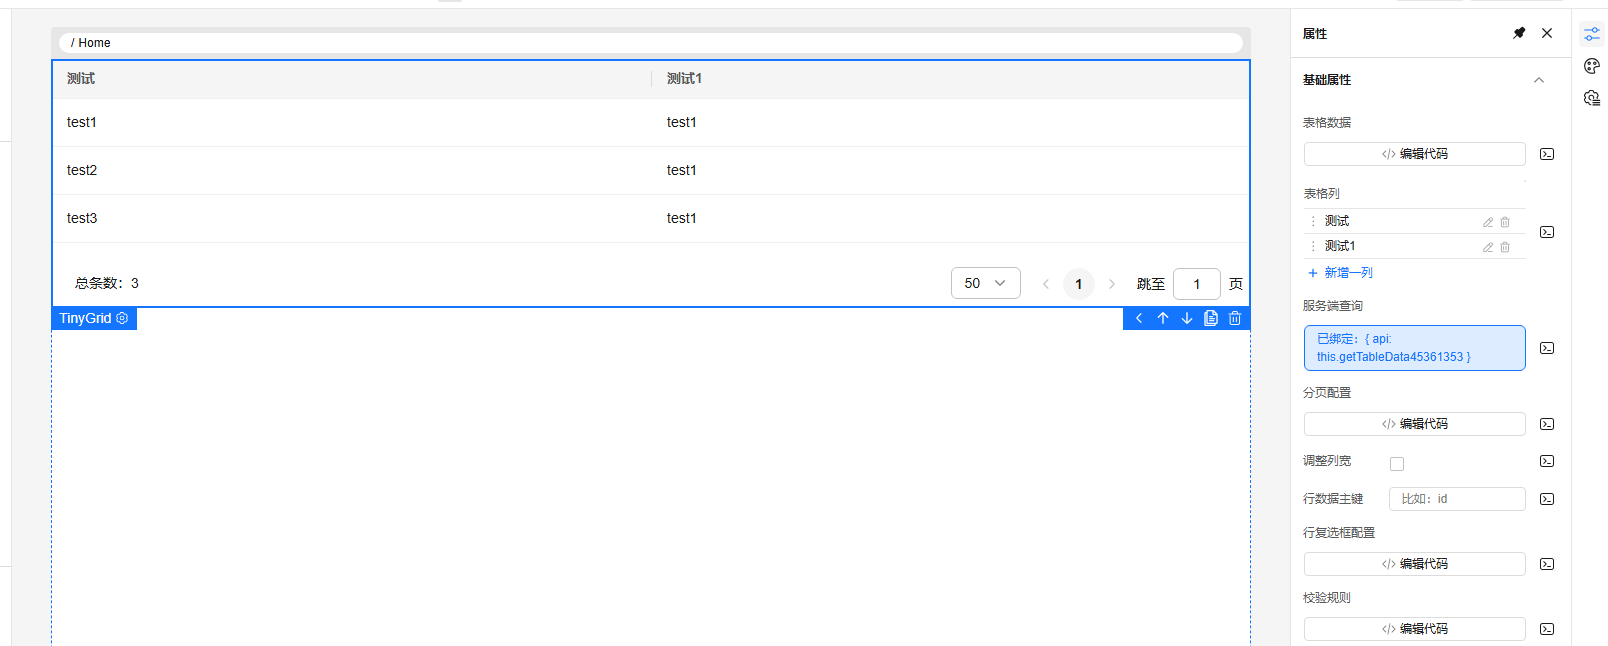 / Home
测试 测试1
test1 test1
test2 test1
test3 test1
总条数：3 50 1 跳至 1 页
TinyGrid
属性
基础属性
表格数据
</> 编辑代码
表格列
测试
测试1
+ 新增一列
服务端查询
已绑定：{ api:
this.getTableData45361353 }
分页配置
</> 编辑代码
调整列宽
行数据主键 比如：id
行复选框配置
</> 编辑代码
校验规则
</> 编辑代码